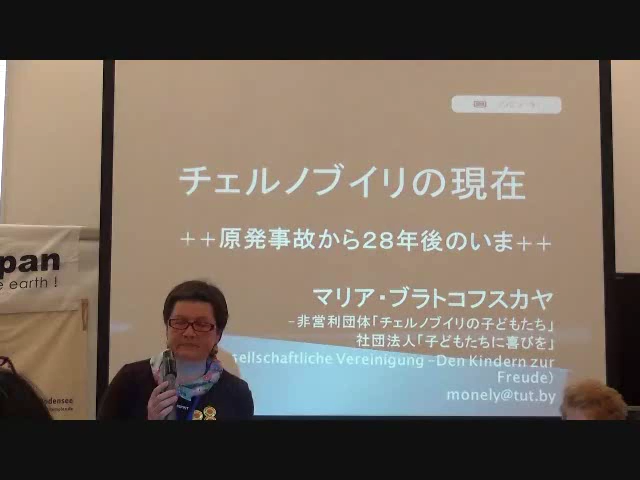 チェルノブイリの現在
++原発事故から28年後のいま++
マリア・ブラトコフスカヤ
-非営利団体「チェルノブイリの子どもたち」
社団法人「子どもたちに喜びを」
sellschaftliche Vereinigung -Den Kindern zur
Freude)
monely@tut.by
pan
e earth !
densee